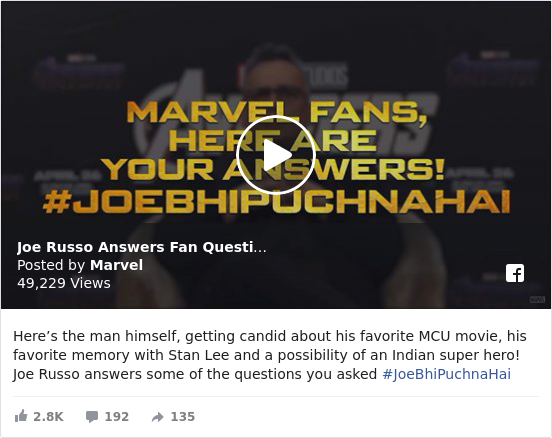 MARVEL FANS,
HERE ARE
YOUR ANSWERS!
#JOEBHIPUCHNAHAI
Joe Russo Answers Fan Questi...
Posted by Marvel
49,229 Views
Here’s the man himself, getting candid about his favorite MCU movie, his
favorite memory with Stan Lee and a possibility of an Indian super hero!
Joe Russo answers some of the questions you asked #JoeBhiPuchnaHai
2.8K 192 135